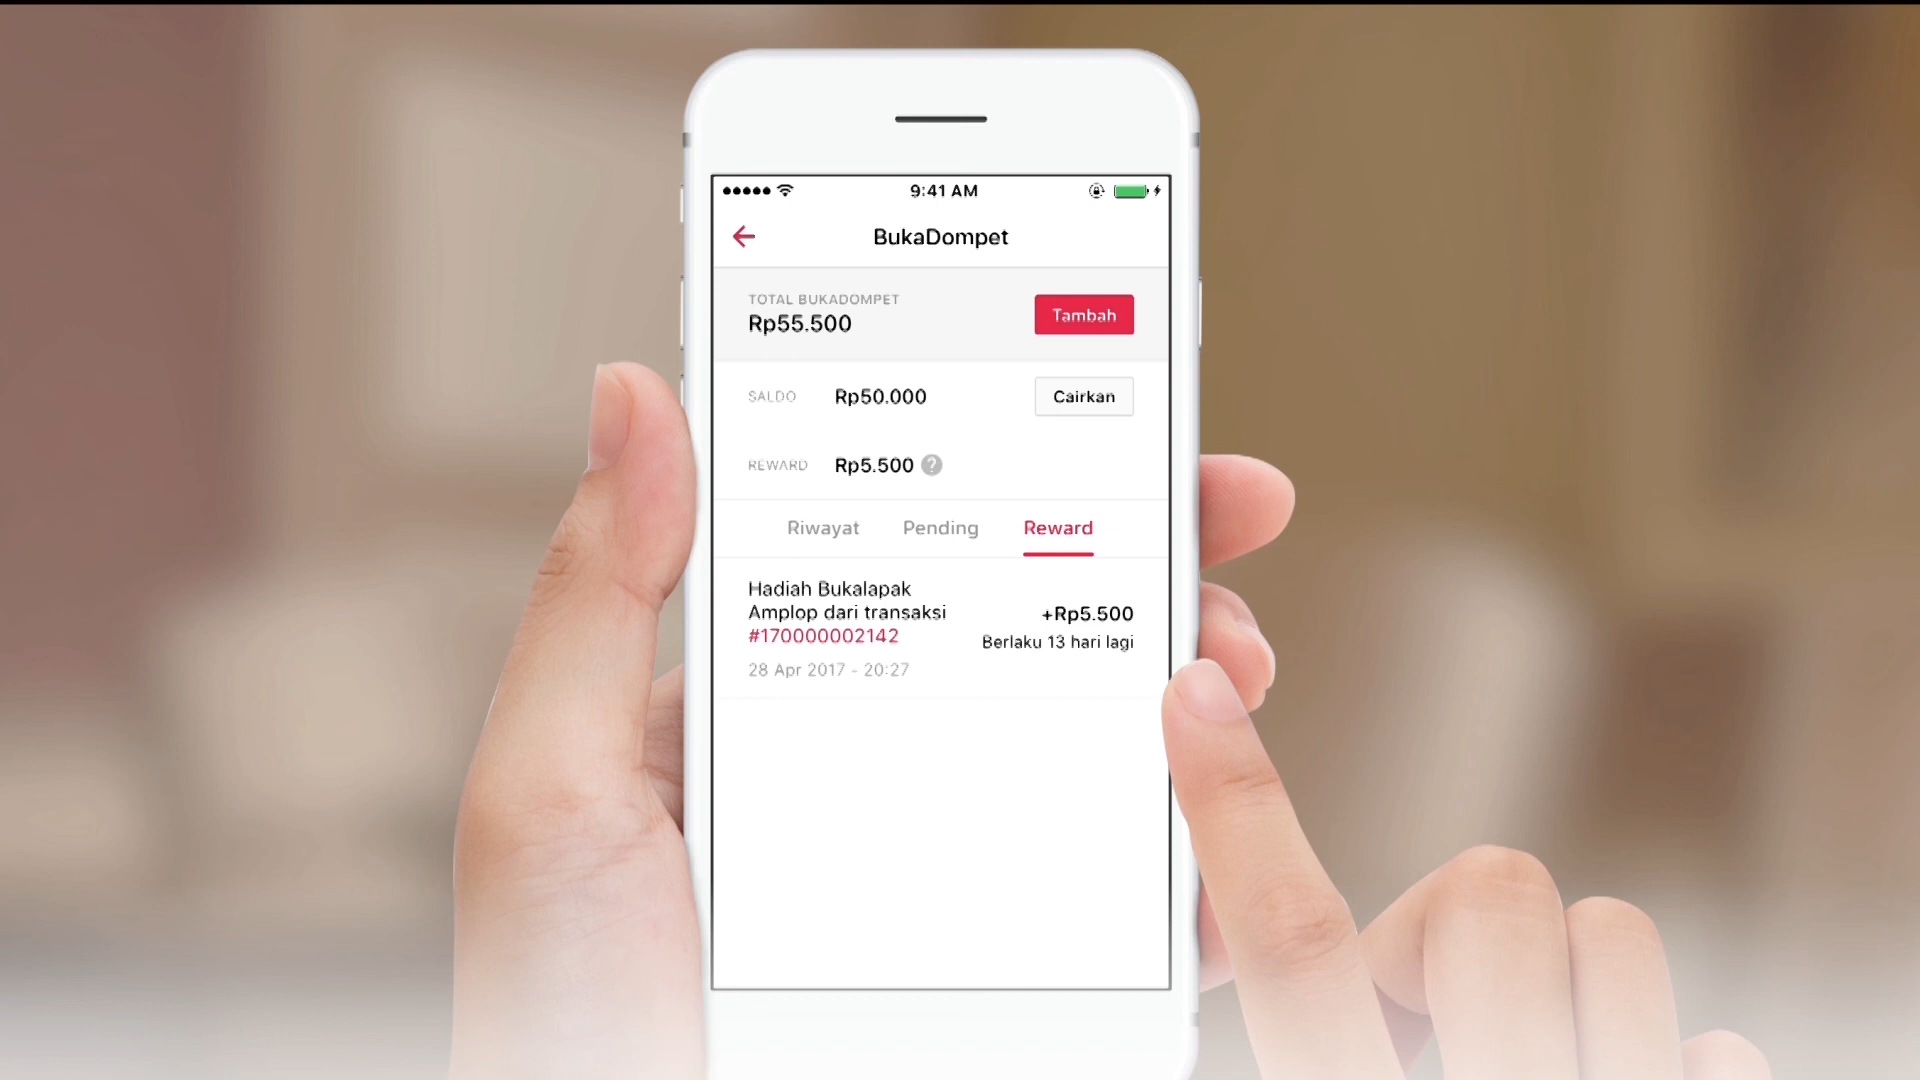 9:41 AM
BukaDompet
TOTAL BUKADOMPET
Rp55.500
Tambah
SALDO Rp50.000 Cairkan
REWARD Rp5.500 ?
Riwayat Pending Reward
Hadiah Bukalapak
Amplop dari transaksi
#170000002142
28 Apr 2017 - 20:27
+Rp5.500
Berlaku 13 hari lagi